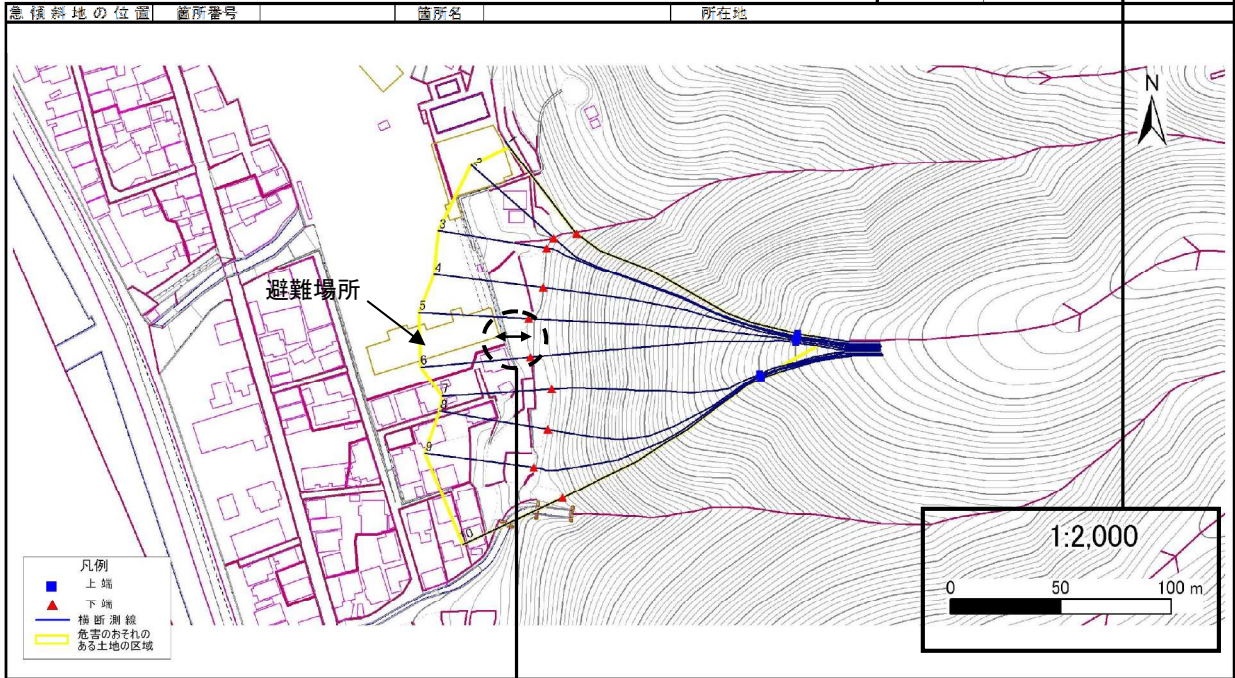 急傾斜地の位置 箇所番号 箇所名 所在地
N
1
2
3
4
避難場所
5
6
7
8
9
10
1:2,000
0 50 100 m
凡例
上端
下端
横断測線
危害のおそれの
ある土地の区域